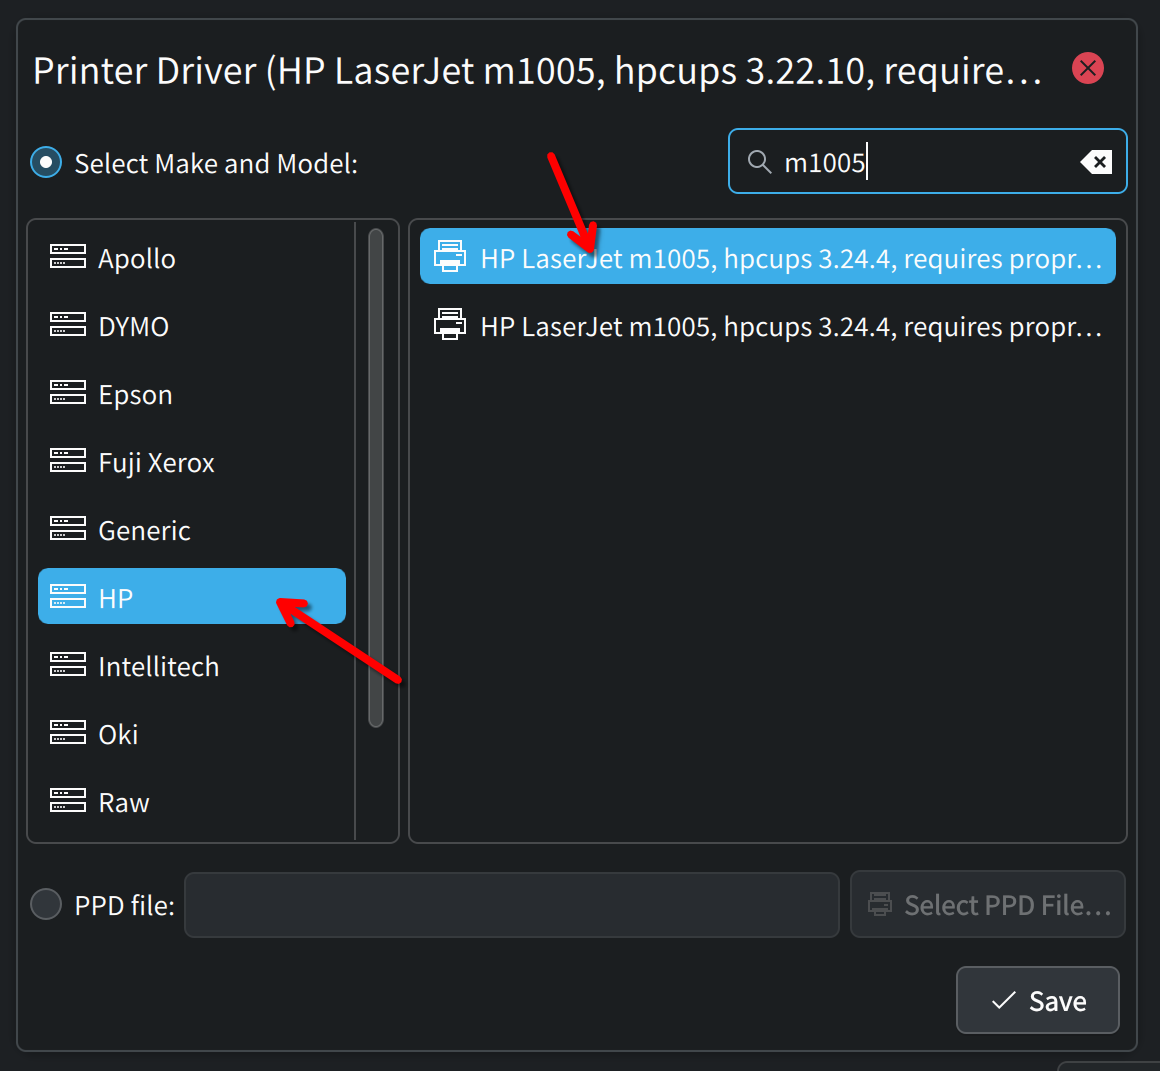 Printer Driver (HP LaserJet m1005, hpcups 3.22.10, require…
Select Make and Model:
m1005
Apollo
DYMO
Epson
Fuji Xerox
Generic
HP
Intellitech
Oki
Raw
HP LaserJet m1005, hpcups 3.24.4, requires propr…
HP LaserJet m1005, hpcups 3.24.4, requires propr…
PPD file:
Select PPD File…
Save